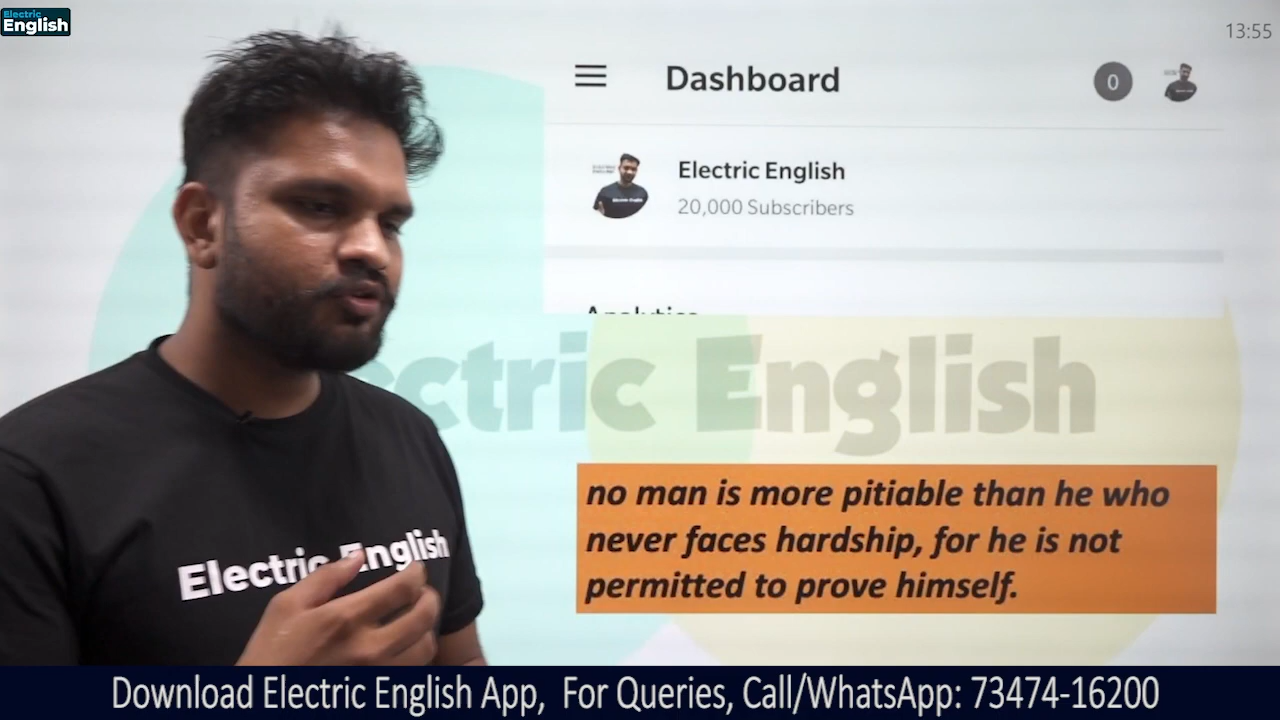 Electric
English
13:55
Dashboard
0
Electric English
20,000 Subscribers
Analytics
Electric English
no man is more pitiable than he who
never faces hardship, for he is not
permitted to prove himself.
Electric English
Download Electric English App, For Queries, Call/WhatsApp: 73474-16200